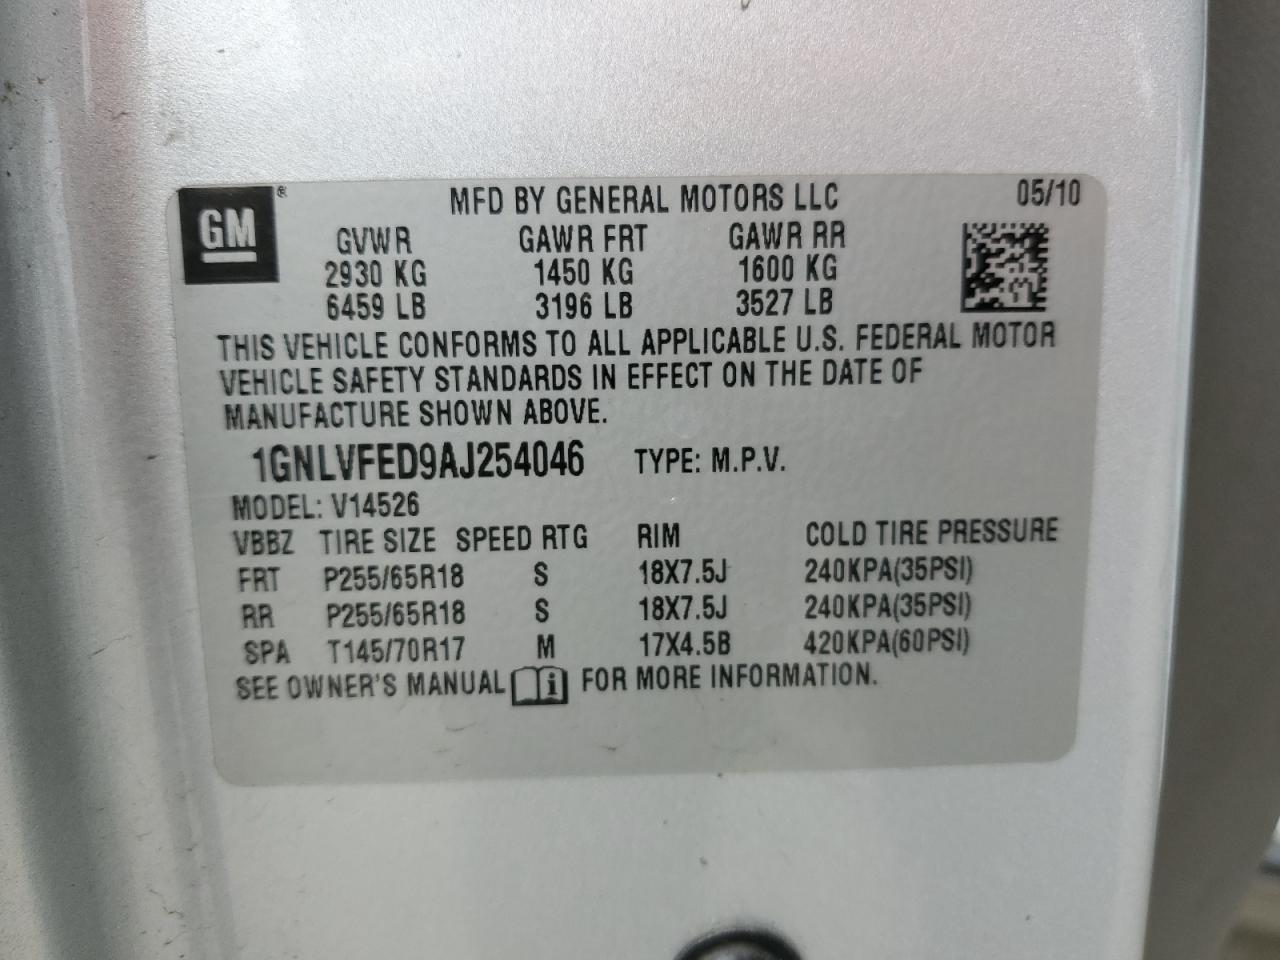 GM® MFD BY GENERAL MOTORS LLC 05/10
GVWR GAWR FRT GAWR RR
2930 KG 1450 KG 1600 KG
6459 LB 3196 LB 3527 LB
THIS VEHICLE CONFORMS TO ALL APPLICABLE U.S. FEDERAL MOTOR
VEHICLE SAFETY STANDARDS IN EFFECT ON THE DATE OF
MANUFACTURE SHOWN ABOVE.
1GNLVFED9AJ254046 TYPE: M.P.V.
MODEL: V14526
VBBZ TIRE SIZE SPEED RTG RIM COLD TIRE PRESSURE
FRT P255/65R18 S 18X7.5J 240KPA(35PSI)
RR P255/65R18 S 18X7.5J 240KPA(35PSI)
SPA T145/70R17 M 17X4.5B 420KPA(60PSI)
SEE OWNER'S MANUAL i FOR MORE INFORMATION.